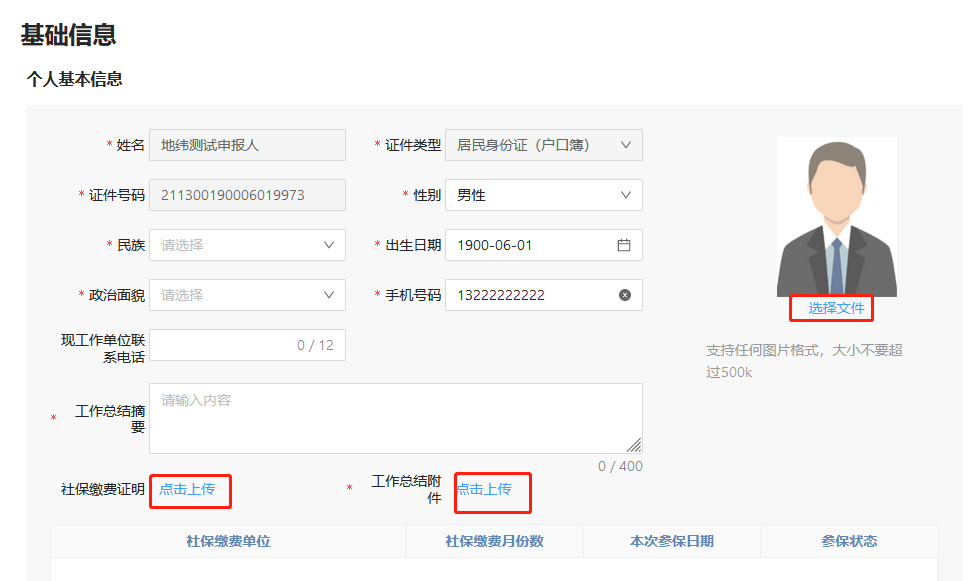 基础信息
个人基本信息
* 姓名 地纬测试申报人 * 证件类型 居民身份证（户口簿）
* 证件号码 211300190006019973 * 性别 男性
* 民族 请选择 * 出生日期 1900-06-01
* 政治面貌 请选择 * 手机号码 13222222222
选择文件
现工作单位联
系电话
0 / 12
支持任何图片格式，大小不要超
过500k
* 工作总结摘
要
请输入内容
0 / 400
社保缴费证明 点击上传 * 工作总结附
件
点击上传
社保缴费单位 社保缴费月份数 本次参保日期 参保状态